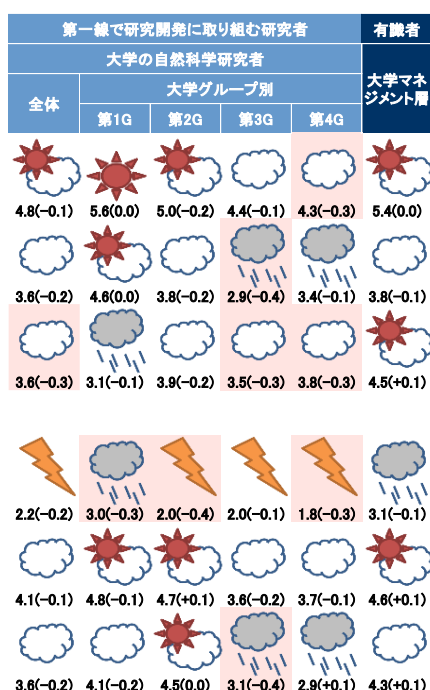 第一線で研究開発に取り組む研究者 有識者
大学の自然科学研究者
大学マネジメント層
全体 大学グループ別
第1G 第2G 第3G 第4G
4.8(-0.1) 5.6(0.0) 5.0(-0.2) 4.4(-0.1) 4.3(-0.3) 5.4(0.0)
3.6(-0.2) 4.6(0.0) 3.8(-0.2) 2.9(-0.4) 3.4(-0.1) 3.8(-0.1)
3.6(-0.3) 3.1(-0.1) 3.9(-0.2) 3.5(-0.3) 3.8(-0.3) 4.5(+0.1)
2.2(-0.2) 3.0(-0.3) 2.0(-0.4) 2.0(-0.1) 1.8(-0.3) 3.1(-0.1)
4.1(-0.1) 4.8(-0.1) 4.7(+0.1) 3.6(-0.2) 3.7(-0.1) 4.6(+0.1)
3.6(-0.2) 4.1(-0.2) 4.5(0.0) 3.1(-0.4) 2.9(+0.1) 4.3(+0.1)